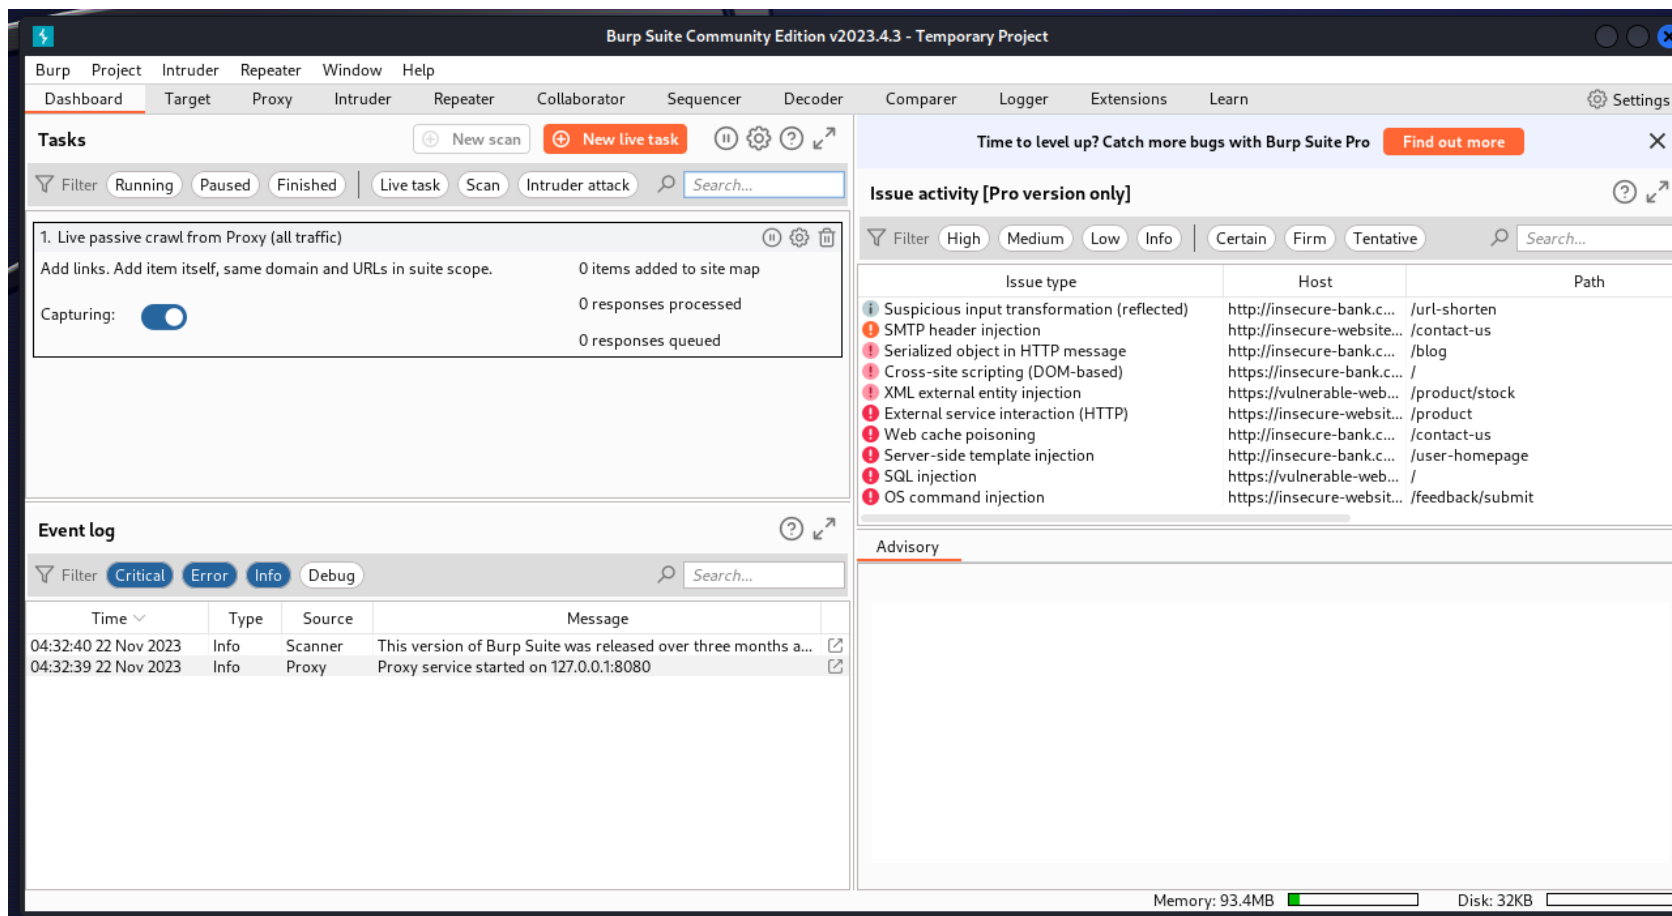 Burp Suite Community Edition v2023.4.3 - Temporary Project
Burp Project Intruder Repeater Window Help
Dashboard Target Proxy Intruder Repeater Collaborator Sequencer Decoder Comparer Logger Extensions Learn Settings
Tasks New scan New live task
Filter Running Paused Finished Live task Scan Intruder attack Search...
1. Live passive crawl from Proxy (all traffic)
Add links. Add item itself, same domain and URLs in suite scope. 0 items added to site map
Capturing: 0 responses processed
0 responses queued
Event log
Filter Critical Error Info Debug Search...
Time Type Source Message
04:32:40 22 Nov 2023 Info Scanner This version of Burp Suite was released over three months a...
04:32:39 22 Nov 2023 Info Proxy Proxy service started on 127.0.0.1:8080
Time to level up? Catch more bugs with Burp Suite Pro Find out more
Issue activity [Pro version only]
Filter High Medium Low Info Certain Firm Tentative Search...
Issue type Host Path
Suspicious input transformation (reflected) http://insecure-bank.c... /url-shorten
SMTP header injection http://insecure-website... /contact-us
Serialized object in HTTP message http://insecure-bank.c... /blog
Cross-site scripting (DOM-based) https://insecure-bank.c... /
XML external entity injection https://vulnerable-web... /product/stock
External service interaction (HTTP) https://insecure-websit... /product
Web cache poisoning http://insecure-bank.c... /contact-us
Server-side template injection http://insecure-bank.c... /user-homepage
SQL injection https://vulnerable-web... /
OS command injection https://insecure-websit... /feedback/submit
Advisory
Memory: 93.4MB Disk: 32KB